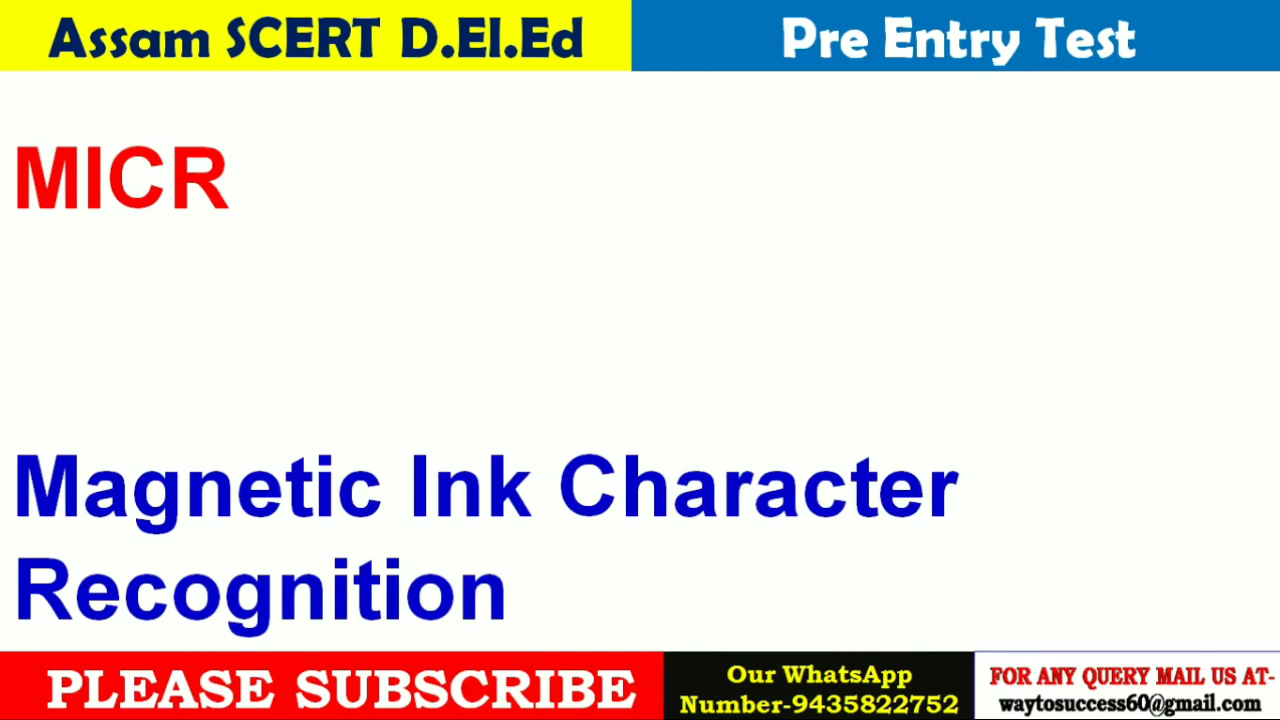 Assam SCERT D.El.Ed
Pre Entry Test
MICR
Magnetic Ink Character
Recognition
PLEASE SUBSCRIBE
Our WhatsApp
Number-9435822752
FOR ANY QUERY MAIL US AT-
waytosuccess60@gmail.com